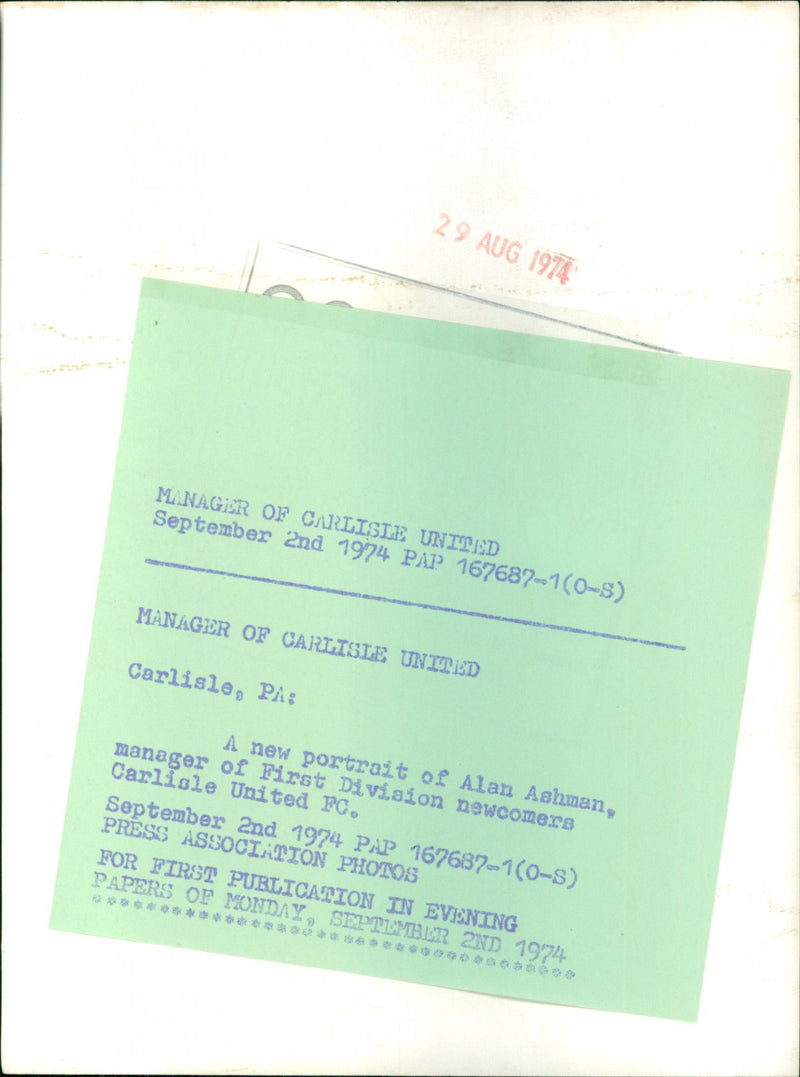 29 AUG 1974
MANAGER OF CARLISLE UNITED
September 2nd 1974 PAP 167687-1(O-S)
MANAGER OF CARLISLE UNITED
Carlisle, PA:
A new portrait of Alan Ashman,
manager of First Division newcomers
Carlisle United FC.
September 2nd 1974 PAP 167687-1(O-S)
PRESS ASSOCIATION PHOTOS
FOR FIRST PUBLICATION IN EVENING
PAPERS OF MONDAY, SEPTEMBER 2ND 1974
**************************************